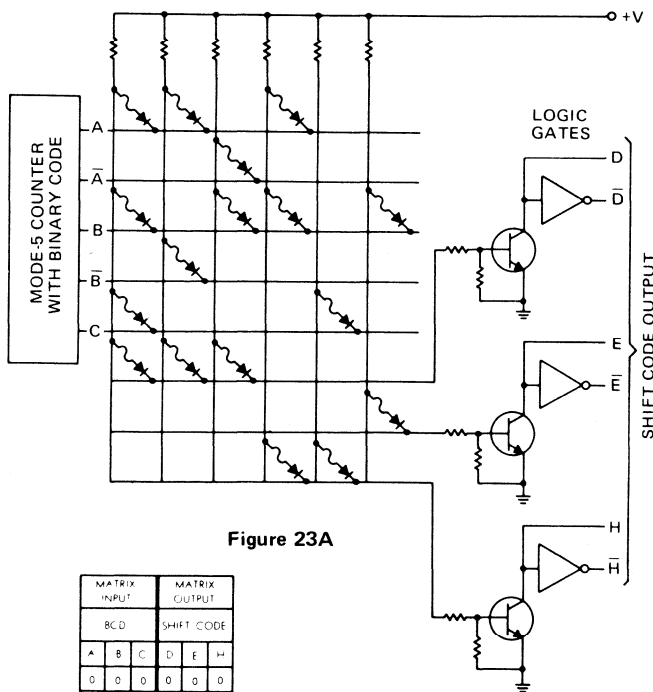 +V
MODE-5 COUNTER
WITH BINARY CODE
A
A̅
B
B̅
C
LOGIC
GATES
D
D̅
E
E̅
H
H̅
SHIFT CODE OUTPUT
Figure 23A
MATRIX INPUT MATRIX OUTPUT
BCD SHIFT CODE
A B C D E H
0 0 0 0 0 0